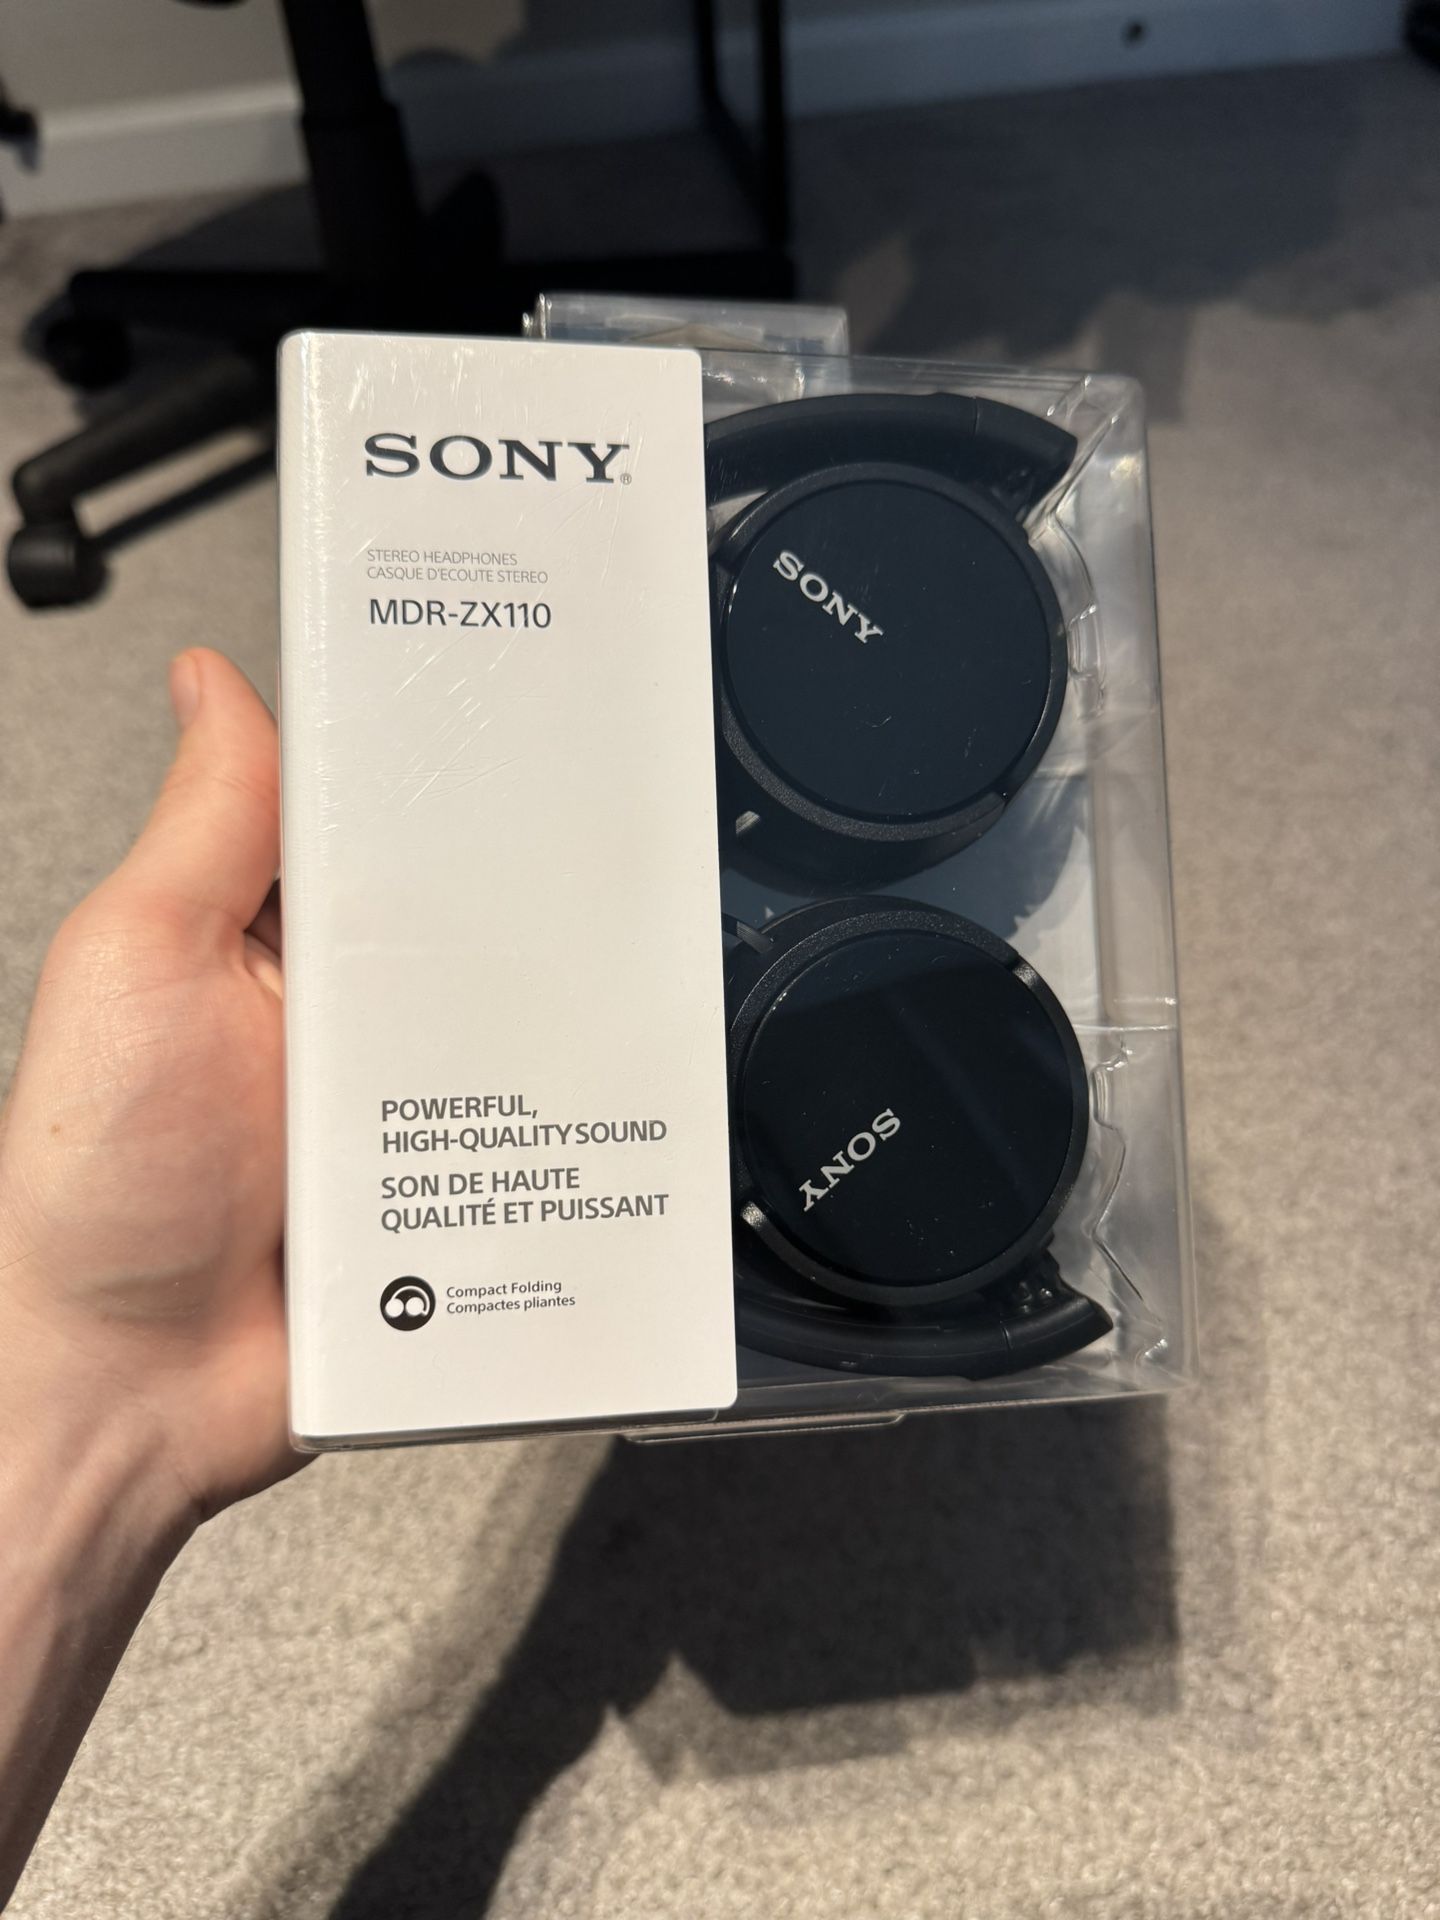 SONY®
STEREO HEADPHONES
CASQUE D'ECOUTE STEREO
MDR-ZX110
POWERFUL,
HIGH-QUALITY SOUND
SON DE HAUTE
QUALITÉ ET PUISSANT
Compact Folding
Compactes pliantes
SONY
SONY